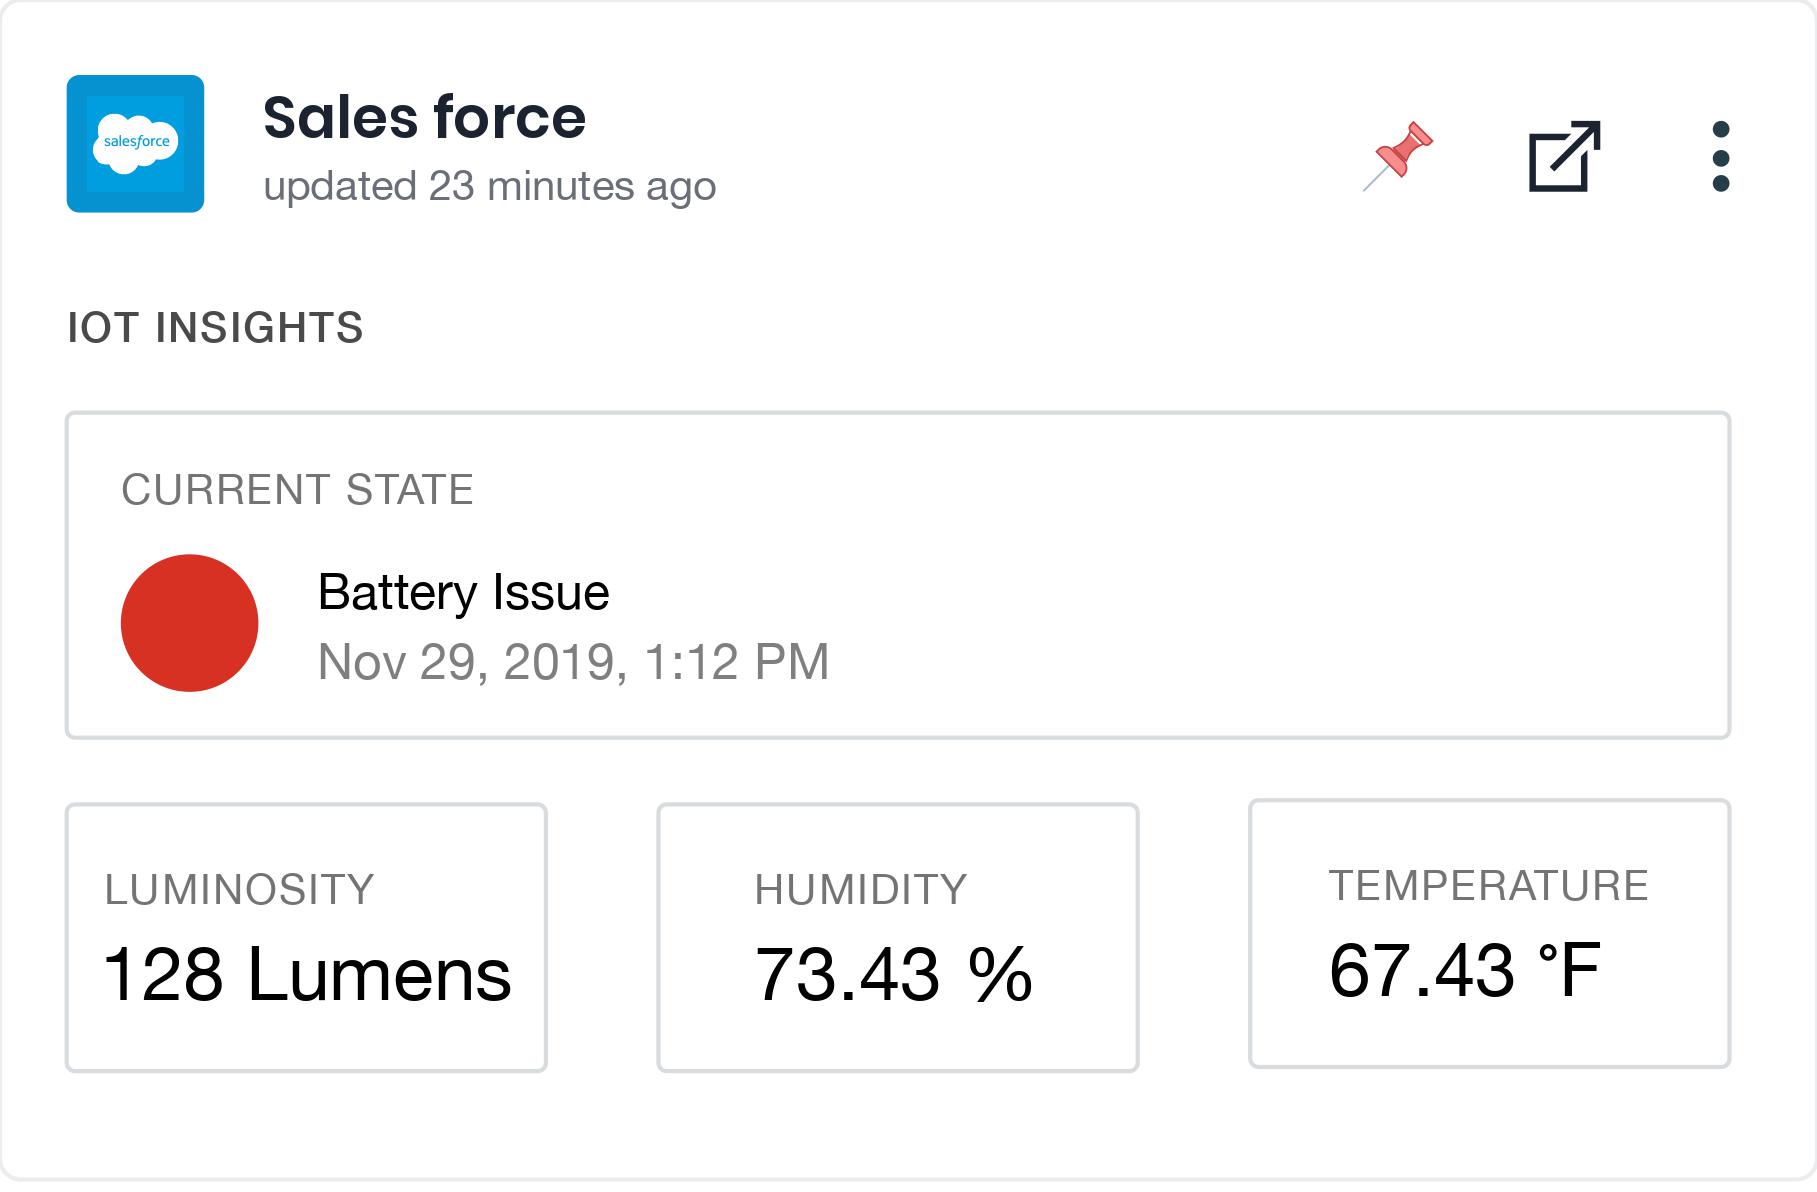 salesforce
Sales force
updated 23 minutes ago
IOT INSIGHTS
CURRENT STATE
Battery Issue
Nov 29, 2019, 1:12 PM
LUMINOSITY
128 Lumens
HUMIDITY
73.43 %
TEMPERATURE
67.43 °F